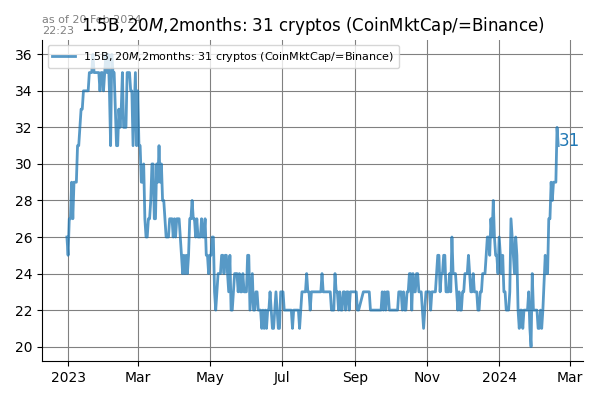 as of 20 Feb 2024
22:23
1.5B, 20M,2months: 31 cryptos (CoinMktCap/=Binance)
1.5B, 20M,2months: 31 cryptos (CoinMktCap/=Binance)
36
34
32
31
30
28
26
24
22
20
2023 Mar May Jul Sep Nov 2024 Mar